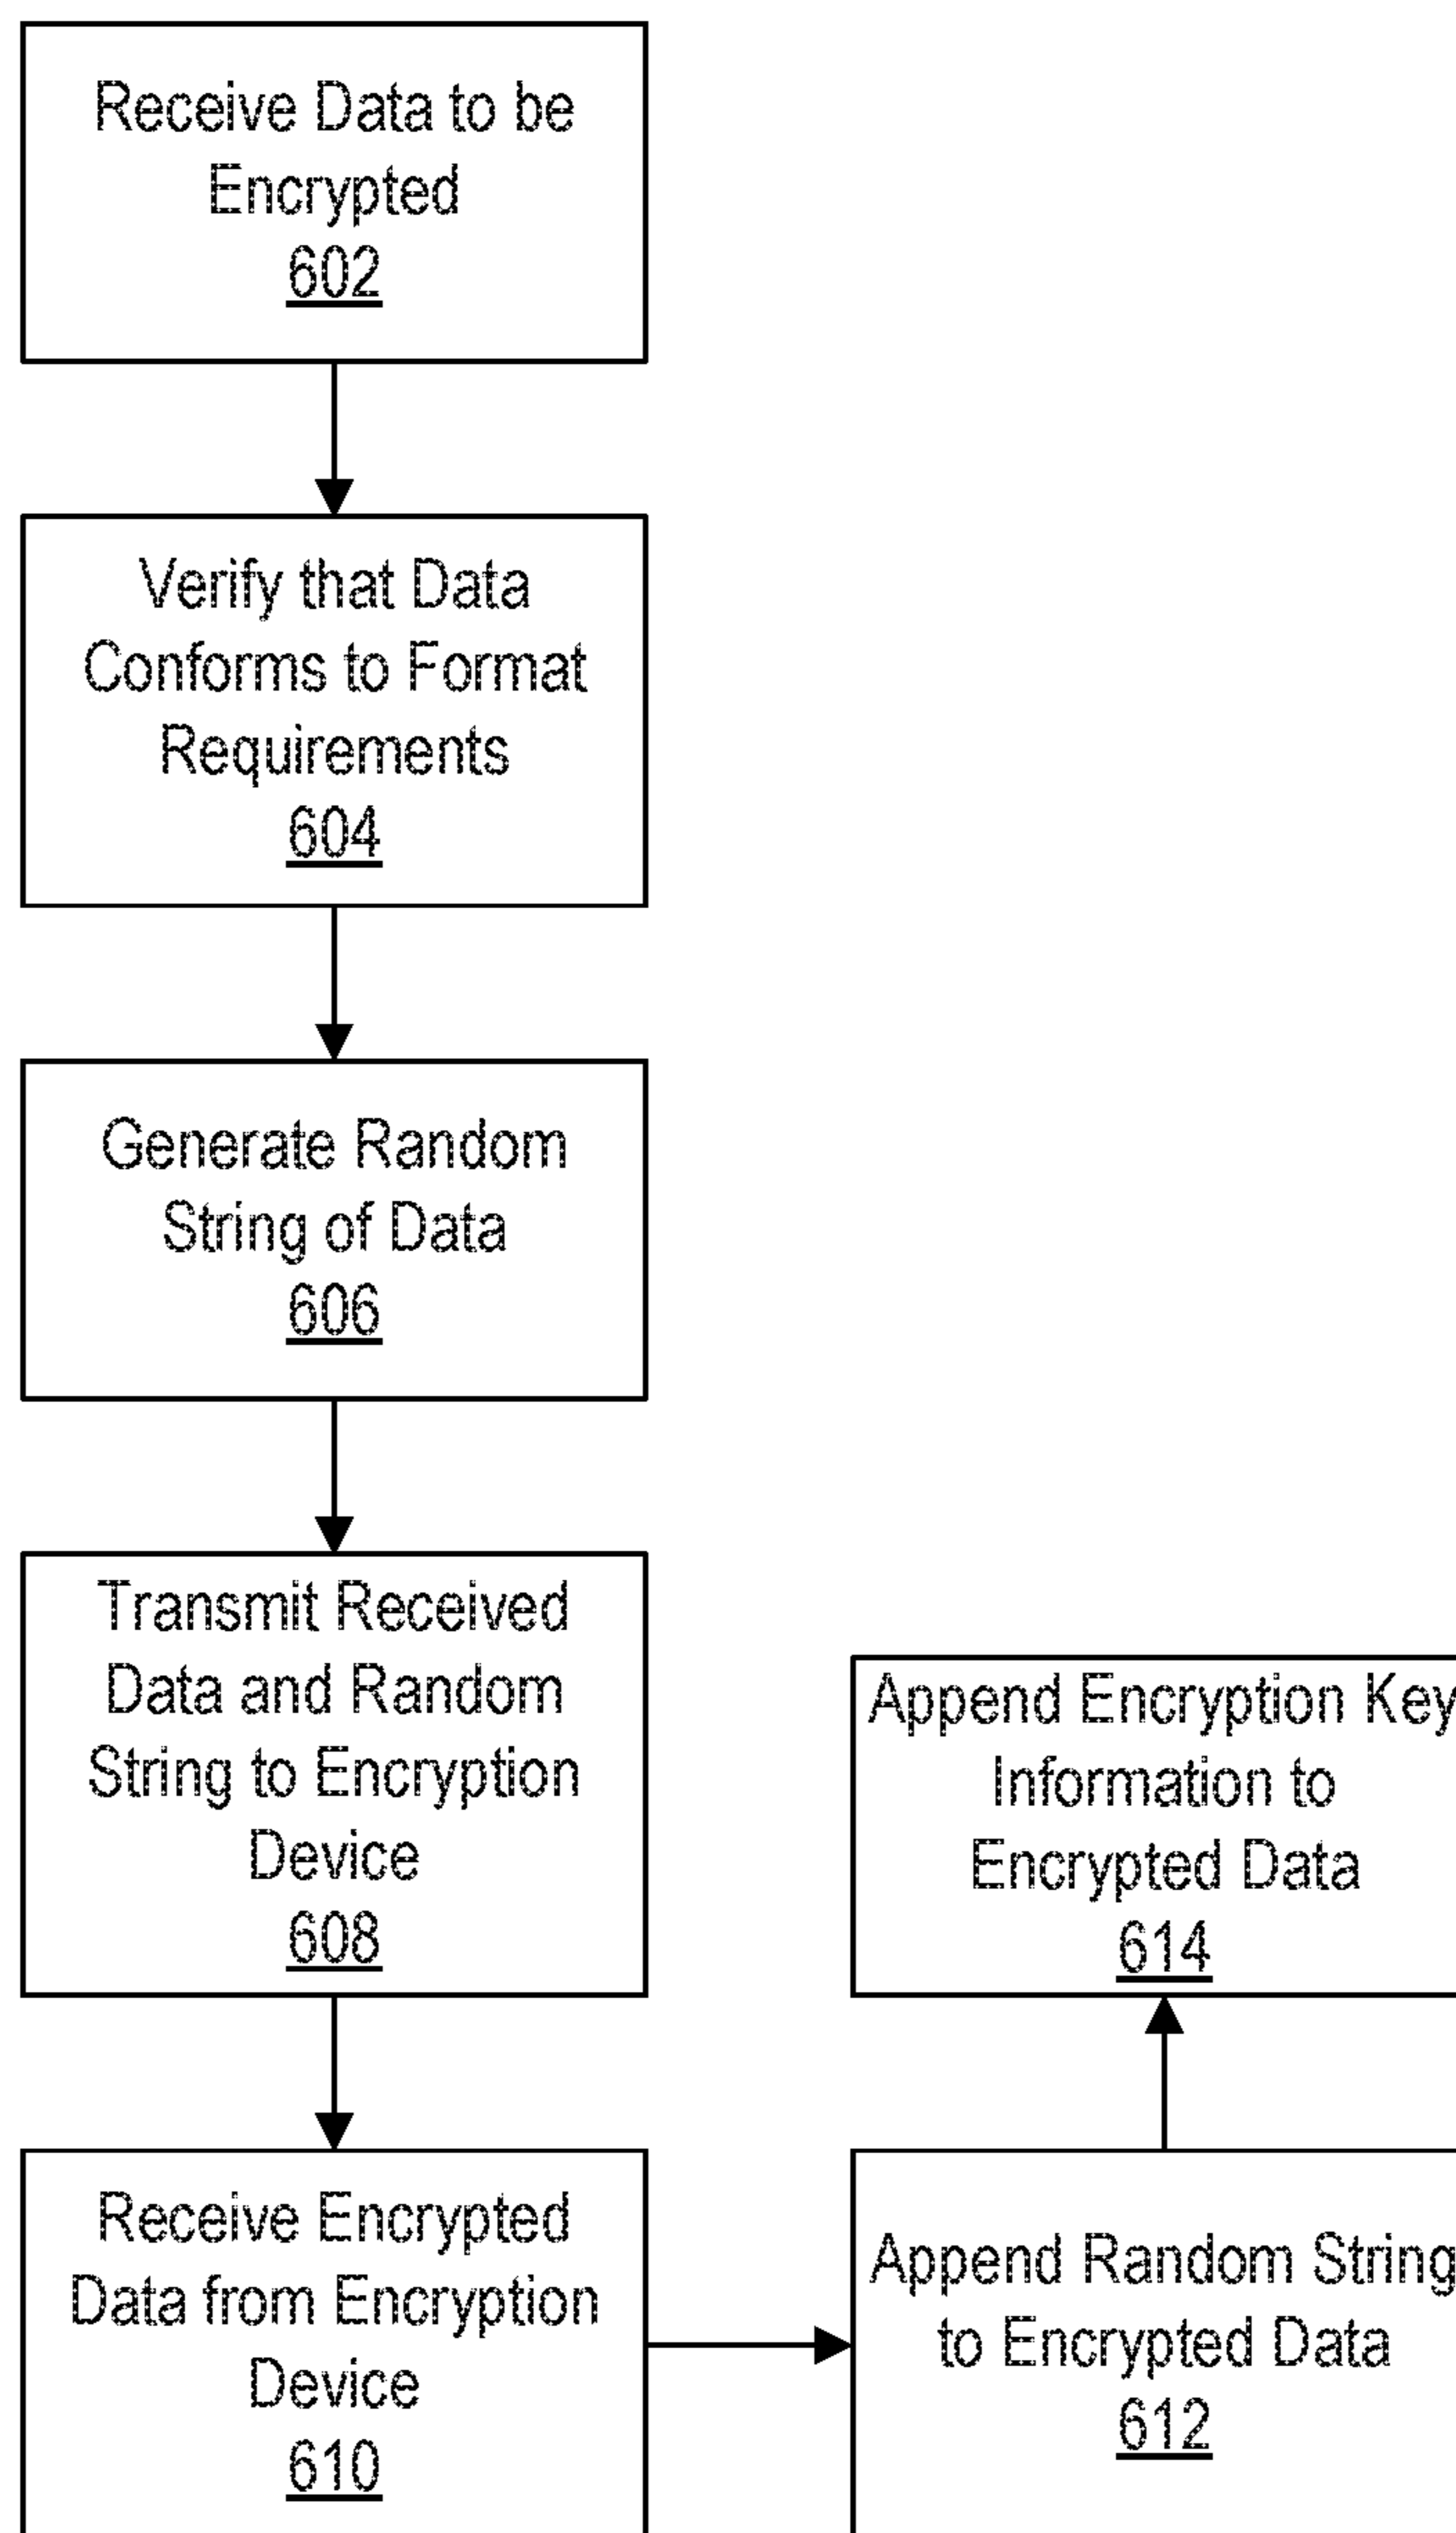 Receive Data to be
Encrypted
602
Verify that Data
Conforms to Format
Requirements
604
Generate Random
String of Data
606
Transmit Received
Data and Random
String to Encryption
Device
608
Receive Encrypted
Data from Encryption
Device
610
Append Random String
to Encrypted Data
612
Append Encryption Key
Information to
Encrypted Data
614